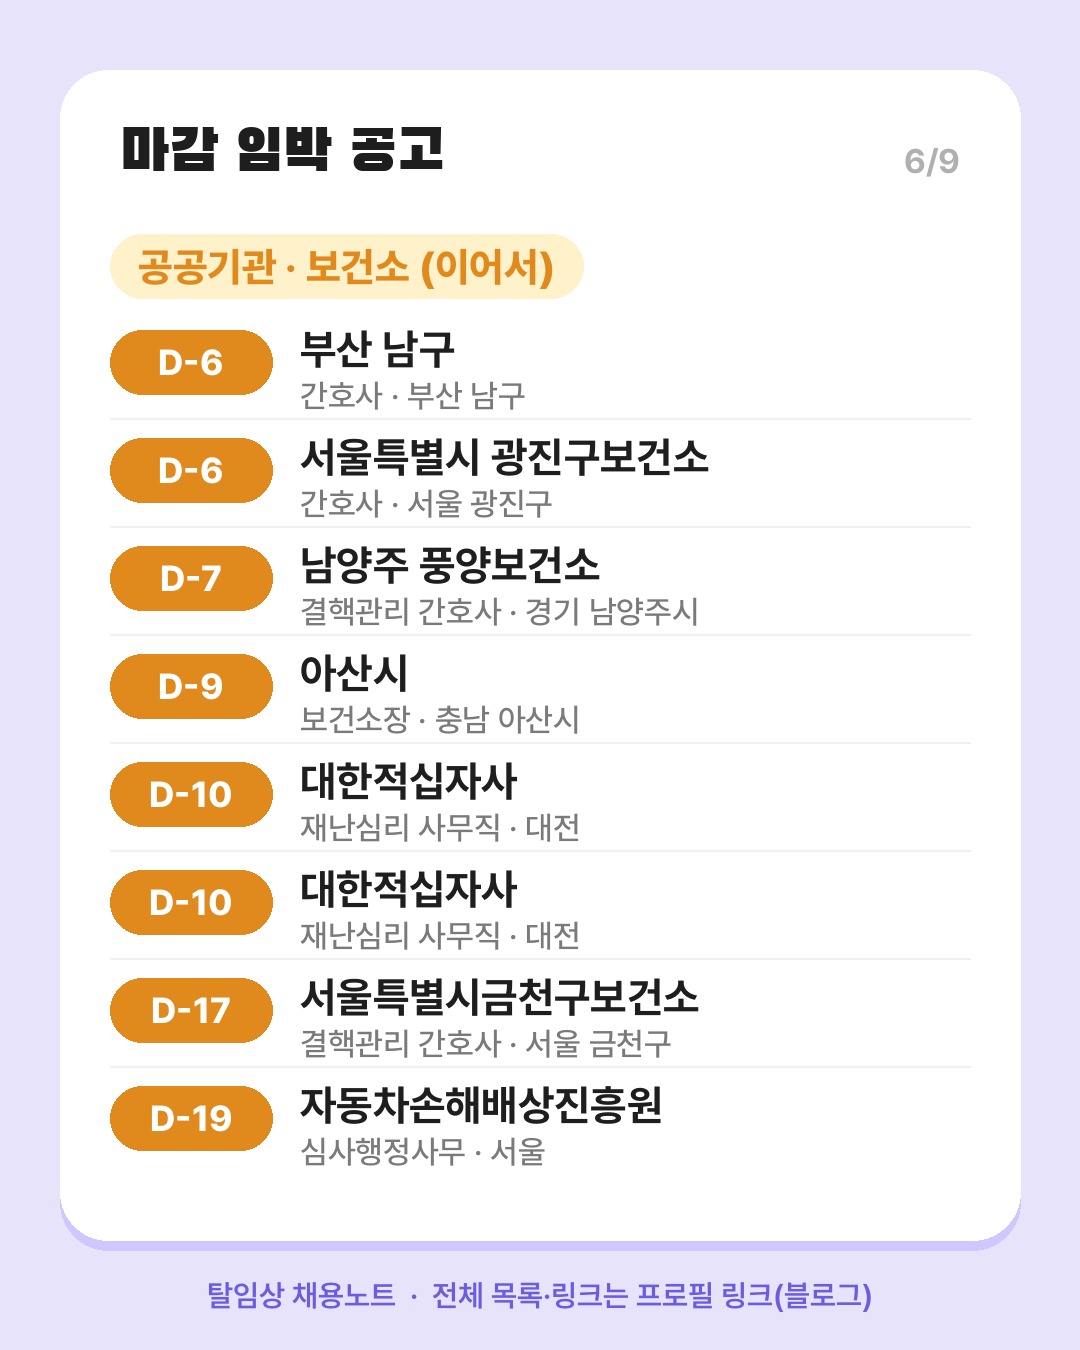 마감 임박 공고
6/9
공공기관 · 보건소 (이어서)
D-6
부산 남구
간호사 · 부산 남구
D-6
서울특별시 광진구보건소
간호사 · 서울 광진구
D-7
남양주 풍양보건소
결핵관리 간호사 · 경기 남양주시
D-9
아산시
보건소장 · 충남 아산시
D-10
대한적십자사
재난심리 사무직 · 대전
D-10
대한적십자사
재난심리 사무직 · 대전
D-17
서울특별시금천구보건소
결핵관리 간호사 · 서울 금천구
D-19
자동차손해배상진흥원
심사행정사무 · 서울
탈임상 채용노트 · 전체 목록·링크는 프로필 링크(블로그)